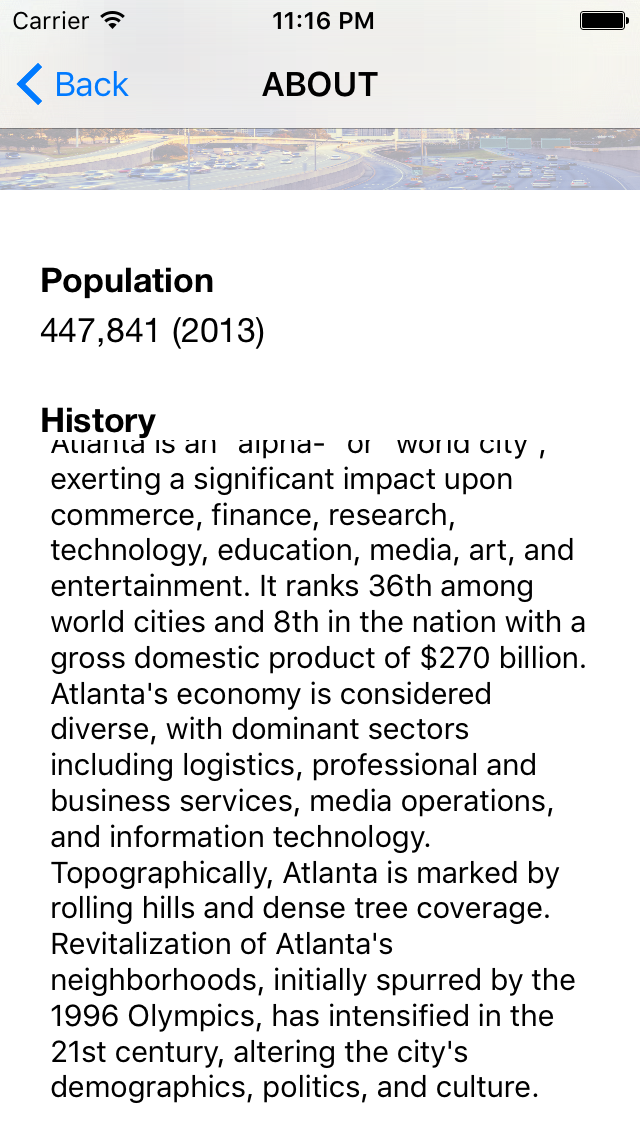 Carrier 11:16 PM
Back ABOUT
Population
447,841 (2013)
History
Atlanta is an "alpha-" or "world city",
exerting a significant impact upon
commerce, finance, research,
technology, education, media, art, and
entertainment. It ranks 36th among
world cities and 8th in the nation with a
gross domestic product of $270 billion.
Atlanta's economy is considered
diverse, with dominant sectors
including logistics, professional and
business services, media operations,
and information technology.
Topographically, Atlanta is marked by
rolling hills and dense tree coverage.
Revitalization of Atlanta's
neighborhoods, initially spurred by the
1996 Olympics, has intensified in the
21st century, altering the city's
demographics, politics, and culture.